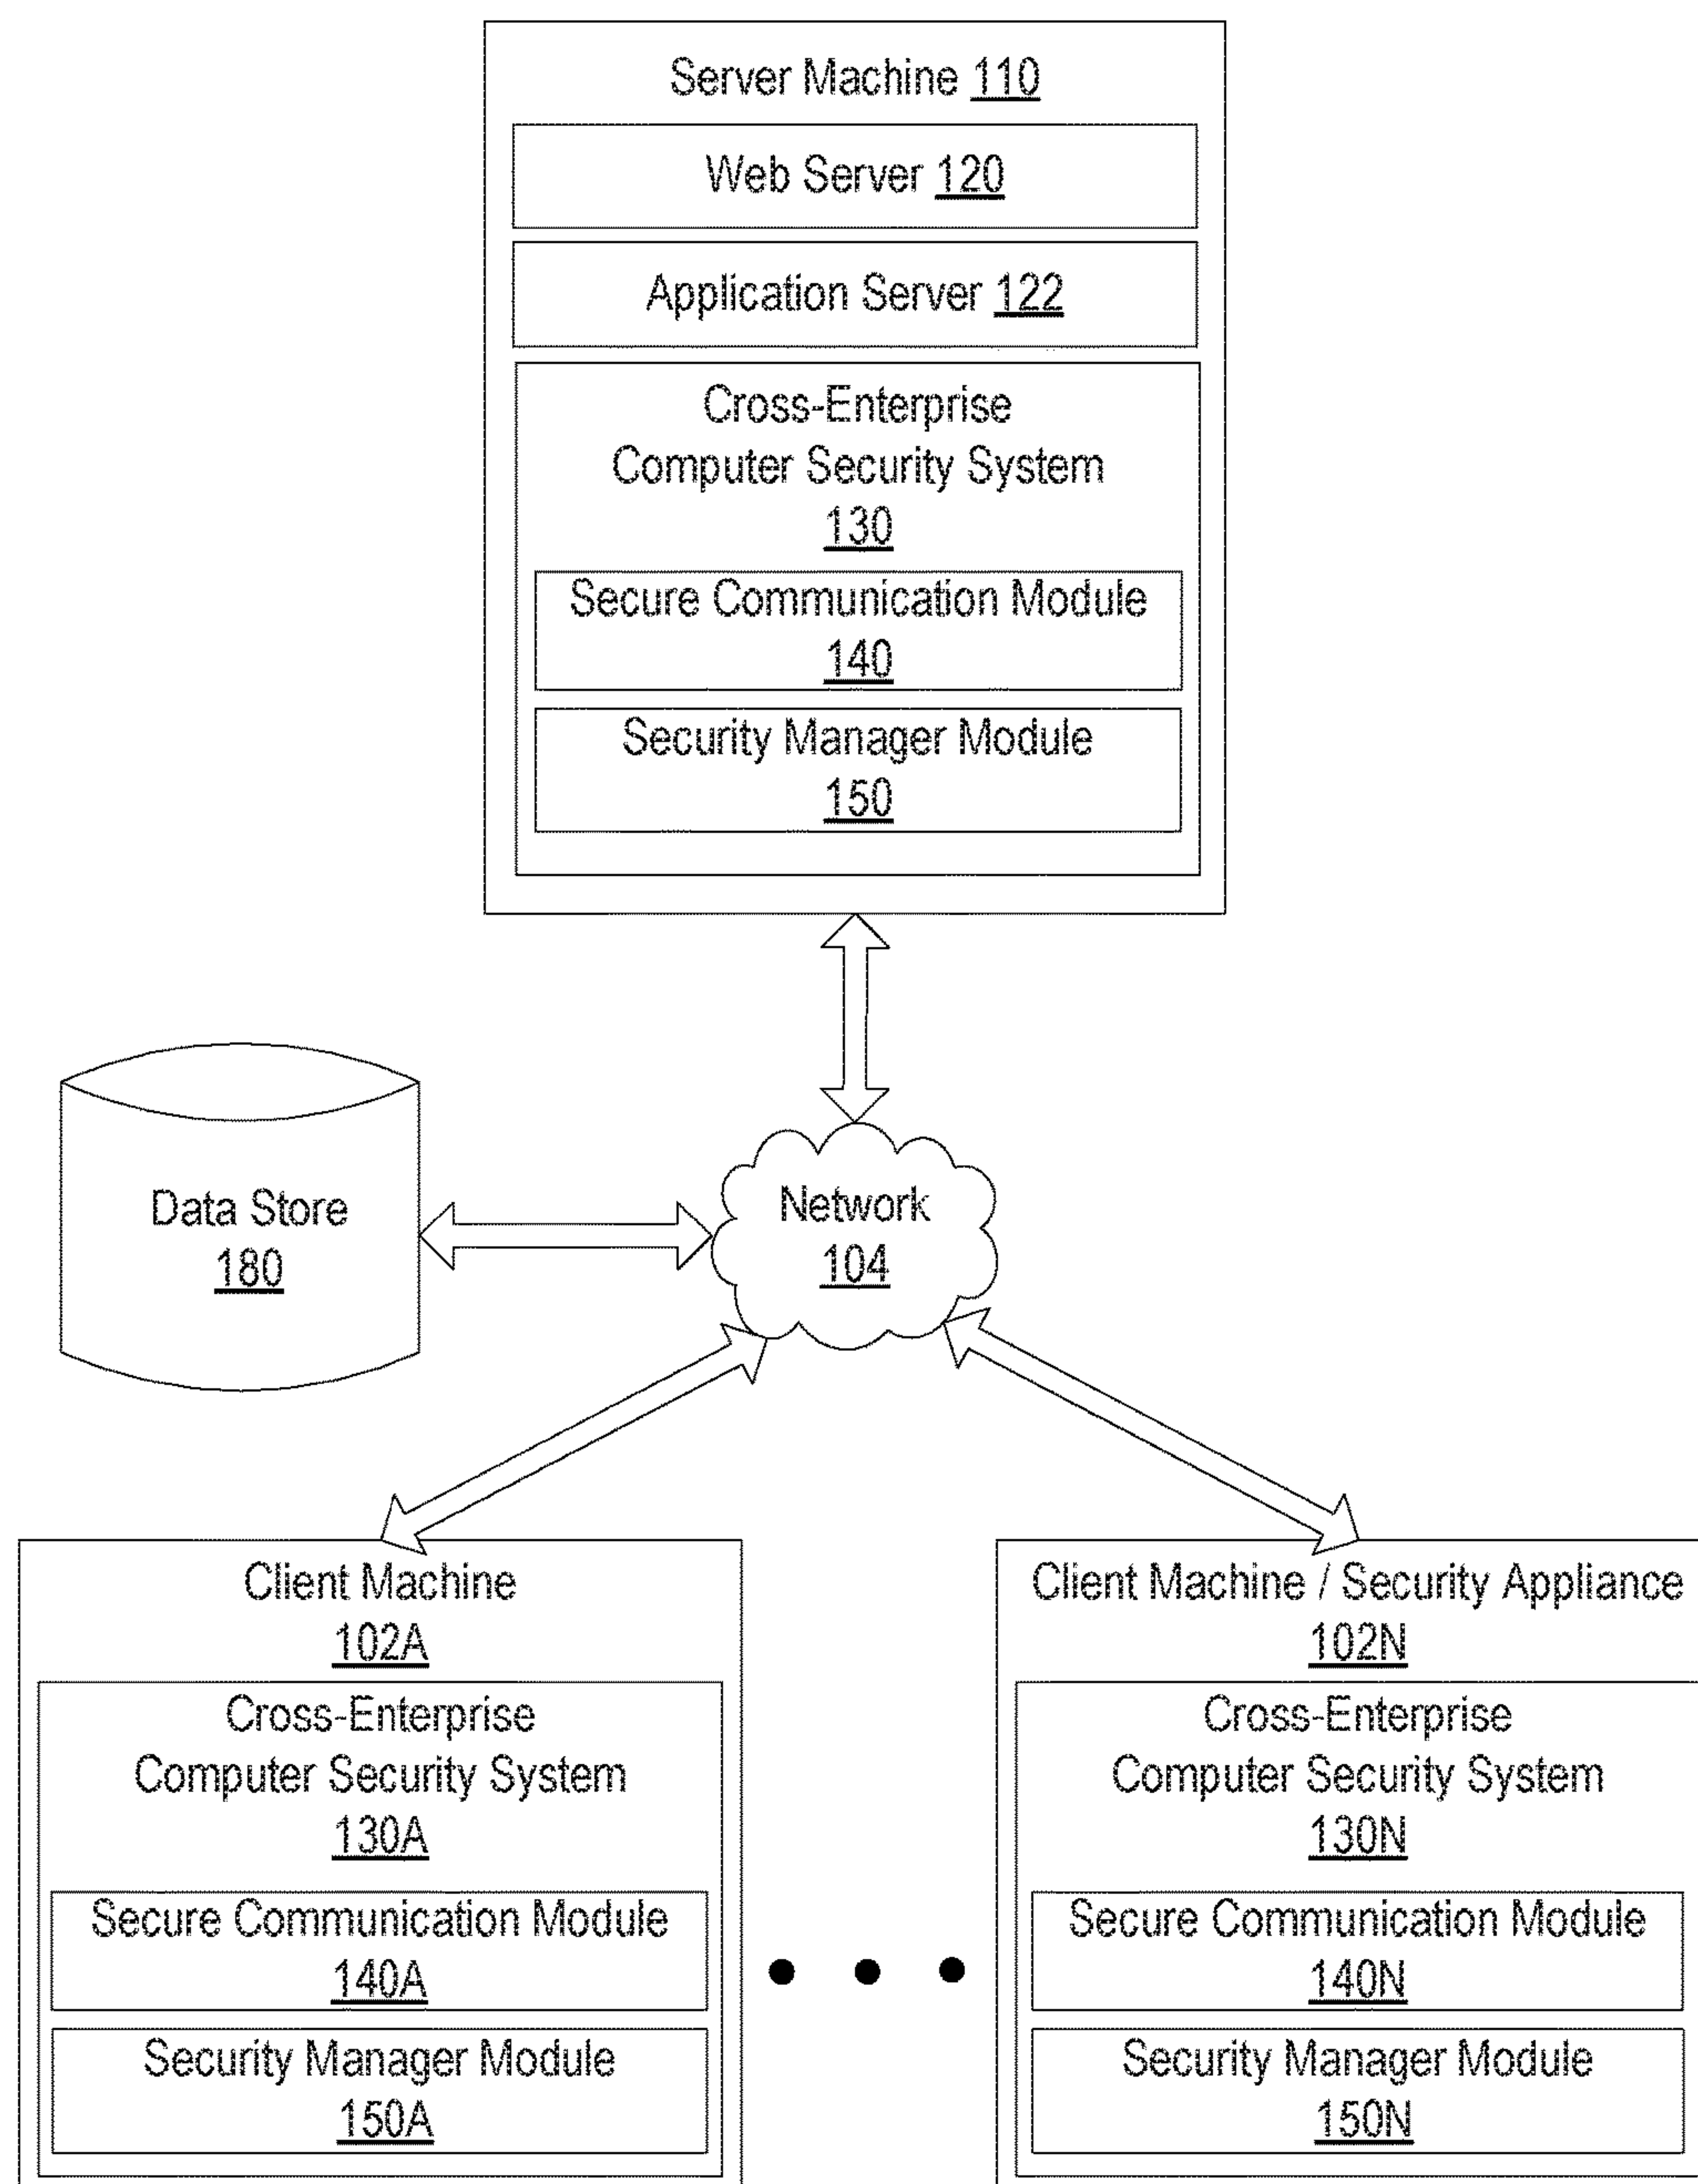 Server Machine 110
Web Server 120
Application Server 122
Cross-Enterprise
Computer Security System
130
Secure Communication Module
140
Security Manager Module
150
Data Store
180
Network
104
Client Machine
102A
Cross-Enterprise
Computer Security System
130A
Secure Communication Module
140A
Security Manager Module
150A
Client Machine / Security Appliance
102N
Cross-Enterprise
Computer Security System
130N
Secure Communication Module
140N
Security Manager Module
150N